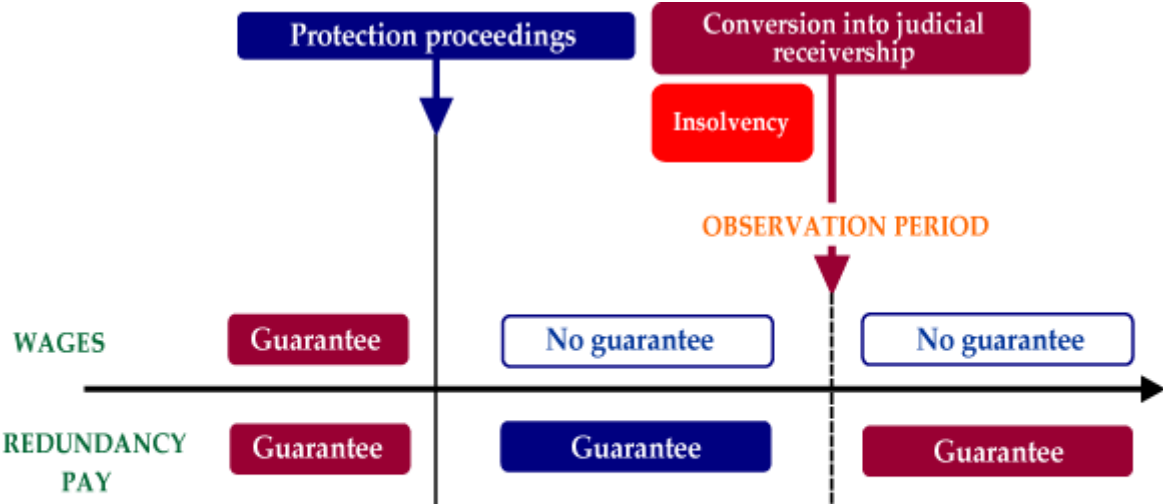 Protection proceedings
Conversion into judicial
receivership
Insolvency
OBSERVATION PERIOD
WAGES
Guarantee
No guarantee
No guarantee
REDUNDANCY
PAY
Guarantee
Guarantee
Guarantee